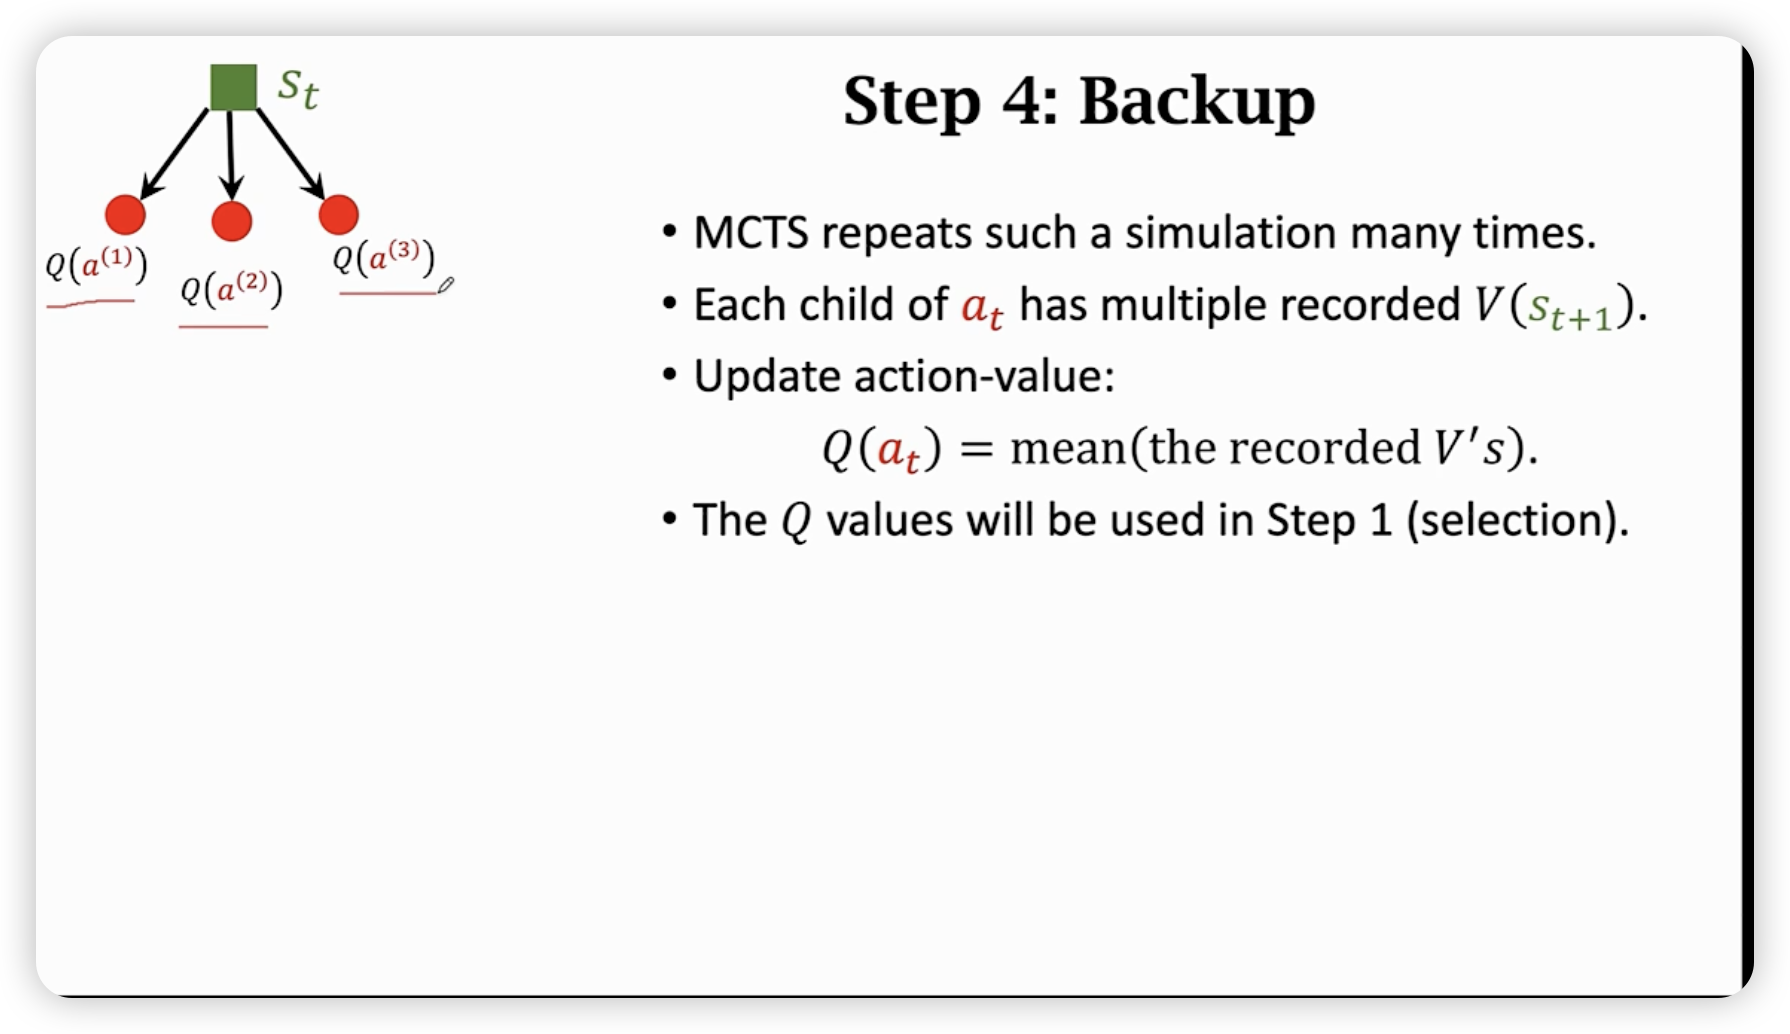 S_t
Step 4: Backup
Q(a^(1))
Q(a^(2))
Q(a^(3))
• MCTS repeats such a simulation many times.
• Each child of a_t has multiple recorded V(s_{t+1}).
• Update action-value:
Q(a_t) = mean(the recorded V's).
• The Q values will be used in Step 1 (selection).